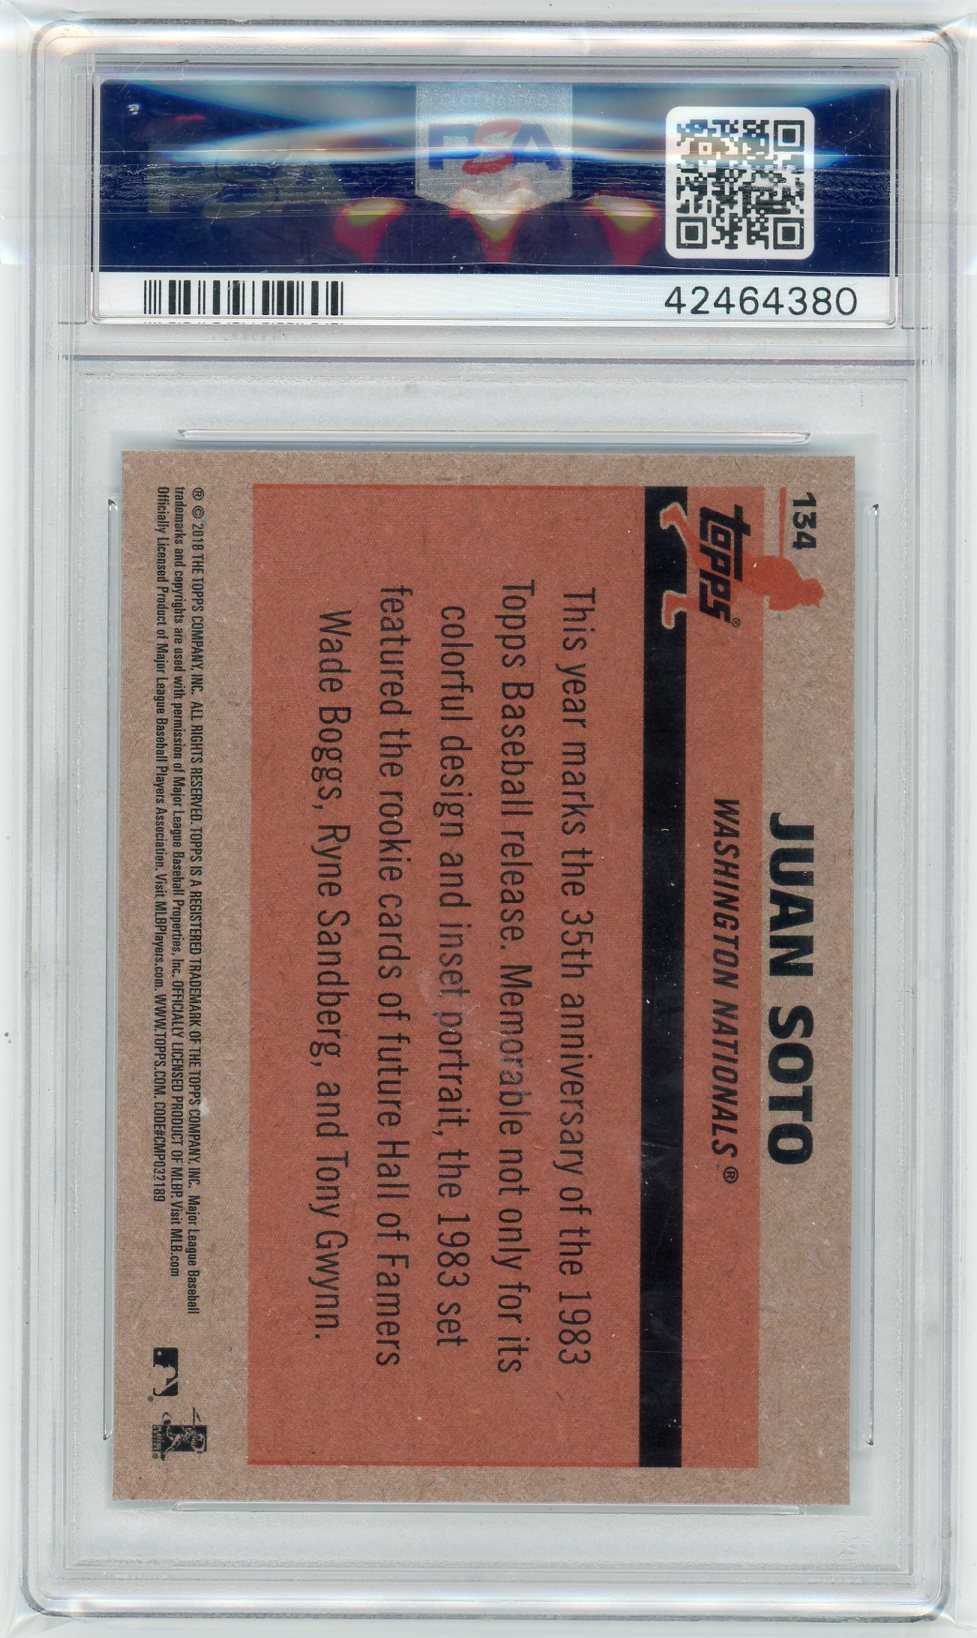 PSA
42464380
134
JUAN SOTO
topps®
WASHINGTON NATIONALS®
This year marks the 35th anniversary of the 1983
Topps Baseball release. Memorable not only for its
colorful design and inset portrait, the 1983 set
featured the rookie cards of future Hall of Famers
Wade Boggs, Ryne Sandberg, and Tony Gwynn.
® © 2018 THE TOPPS COMPANY, INC. ALL RIGHTS RESERVED. TOPPS IS A REGISTERED TRADEMARK OF THE TOPPS COMPANY, INC. Major League Baseball
trademarks and copyrights are used with permission of Major League Baseball Properties, Inc. OFFICIALLY LICENSED PRODUCT OF MLBP. Visit MLB.com
Officially Licensed Product of Major League Baseball Players Association. Visit MLBPlayers.com. WWW.TOPPS.COM. CODE#CMP032189